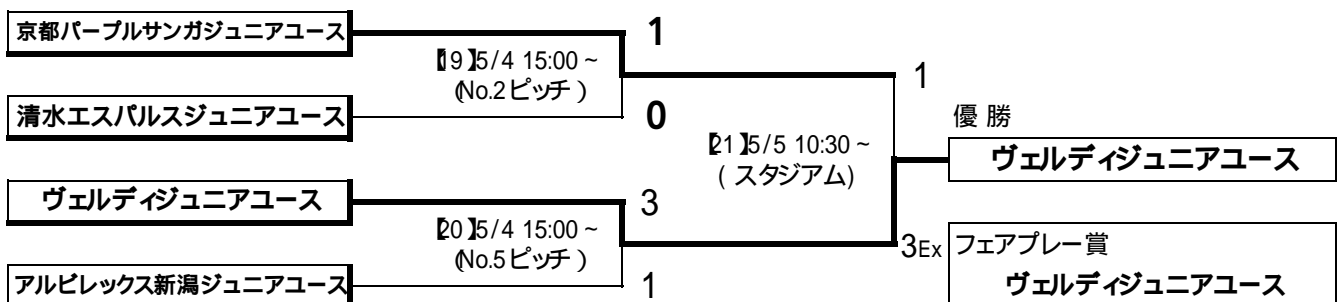 京都パープルサンガジュニアユース
1
【19】5/4 15:00～
(No.2ピッチ)
1
清水エスパルスジュニアユース
0
優 勝
【21】5/5 10:30～
(スタジアム)
ヴェルディジュニアユース
ヴェルディジュニアユース
3
【20】5/4 15:00～
(No.5ピッチ)
3Ex
フェアプレー賞
アルビレックス新潟ジュニアユース
1
ヴェルディジュニアユース